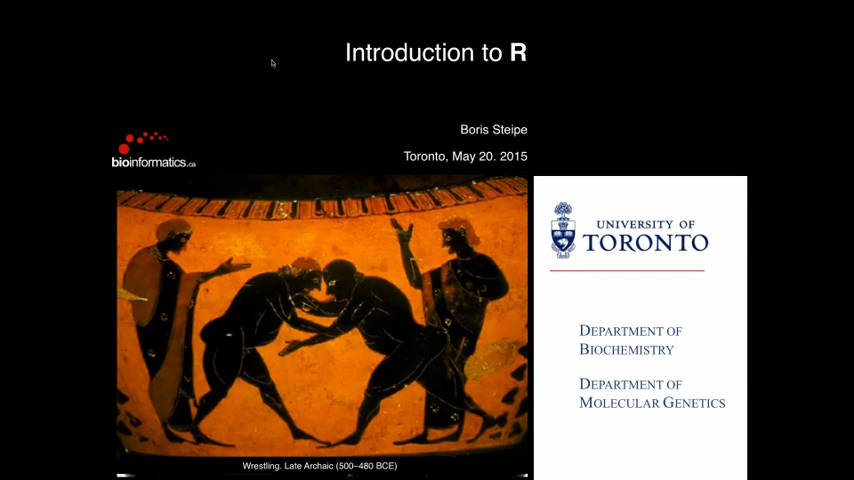 Introduction to R
Boris Steipe
Toronto, May 20. 2015
bioinformatics.ca
UNIVERSITY OF
TORONTO
DEPARTMENT OF
BIOCHEMISTRY
DEPARTMENT OF
MOLECULAR GENETICS
Wrestling. Late Archaic (500–480 BCE)